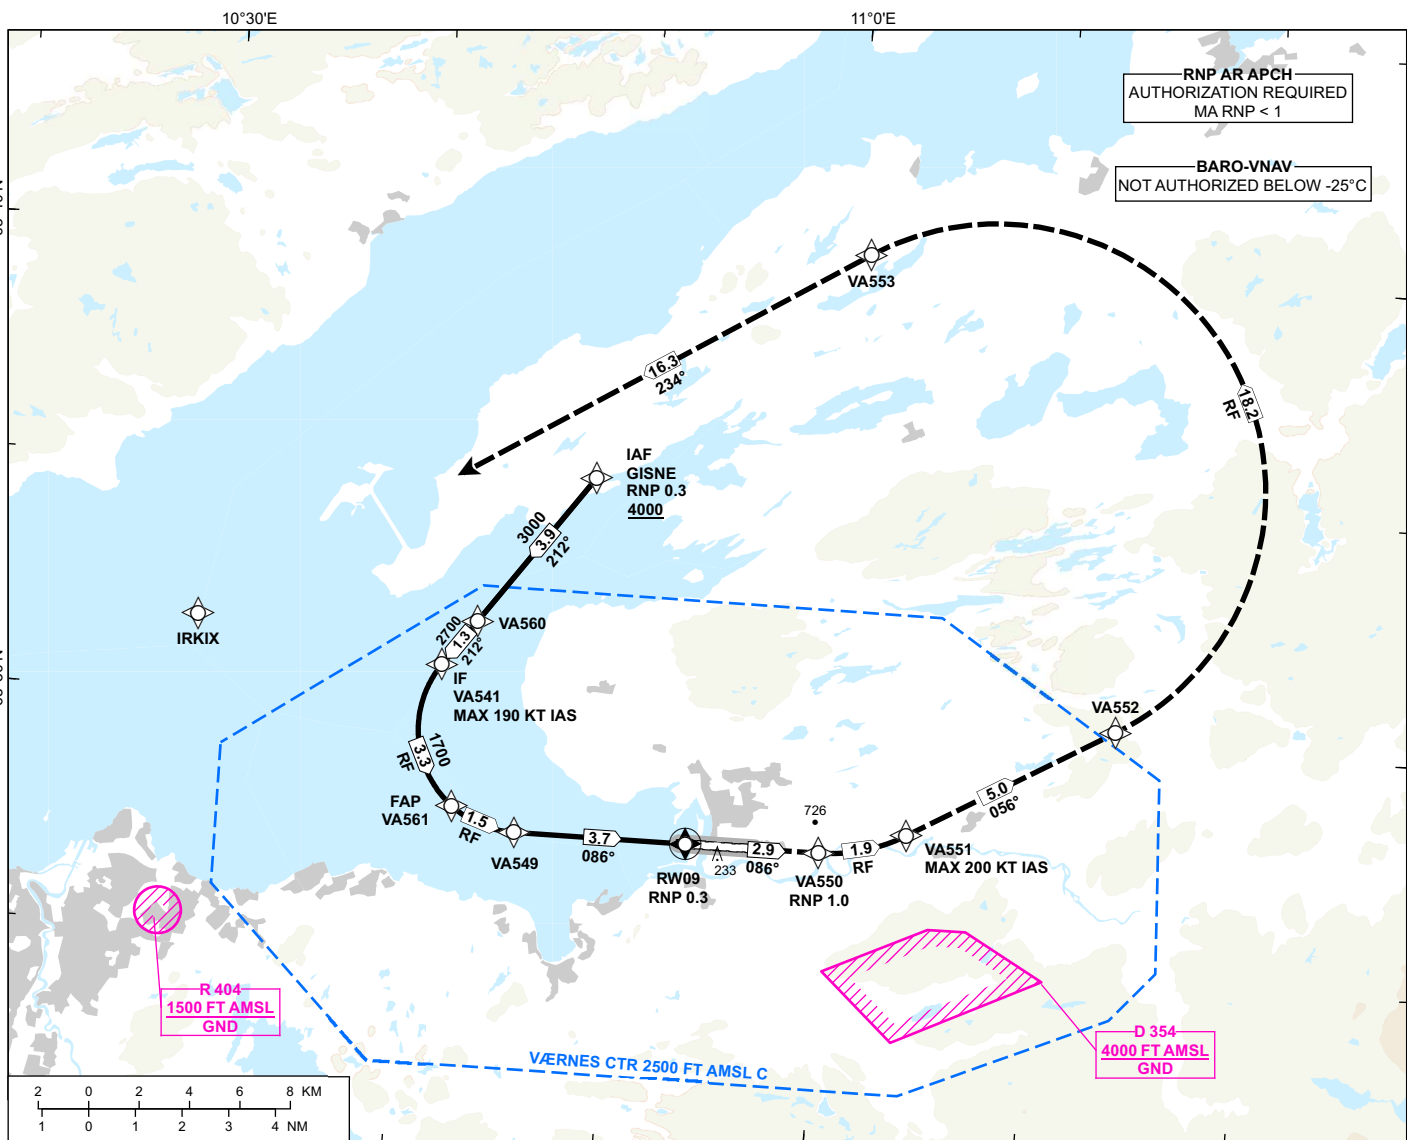 10°30'E
11°0'E
RNP AR APCH
AUTHORIZATION REQUIRED
MA RNP < 1
BARO-VNAV
NOT AUTHORIZED BELOW -25°C
VA553
16.3
234°
18.2
RF
IAF
GISNE
RNP 0.3
4000
3000
3.9
212°
IRKIX
VA560
2700
1.3
212°
IF
VA541
MAX 190 KT IAS
1700
3.3
RF
VA552
5.0
056°
FAP
VA561
1.5
RF
VA549
3.7
086°
RW09
RNP 0.3
233
2.9
086°
726
VA550
RNP 1.0
1.9
RF
VA551
MAX 200 KT IAS
R 404
1500 FT AMSL
GND
D 354
4000 FT AMSL
GND
VÆRNES CTR 2500 FT AMSL C
2 0 2 4 6 8 KM
1 0 1 2 3 4 NM